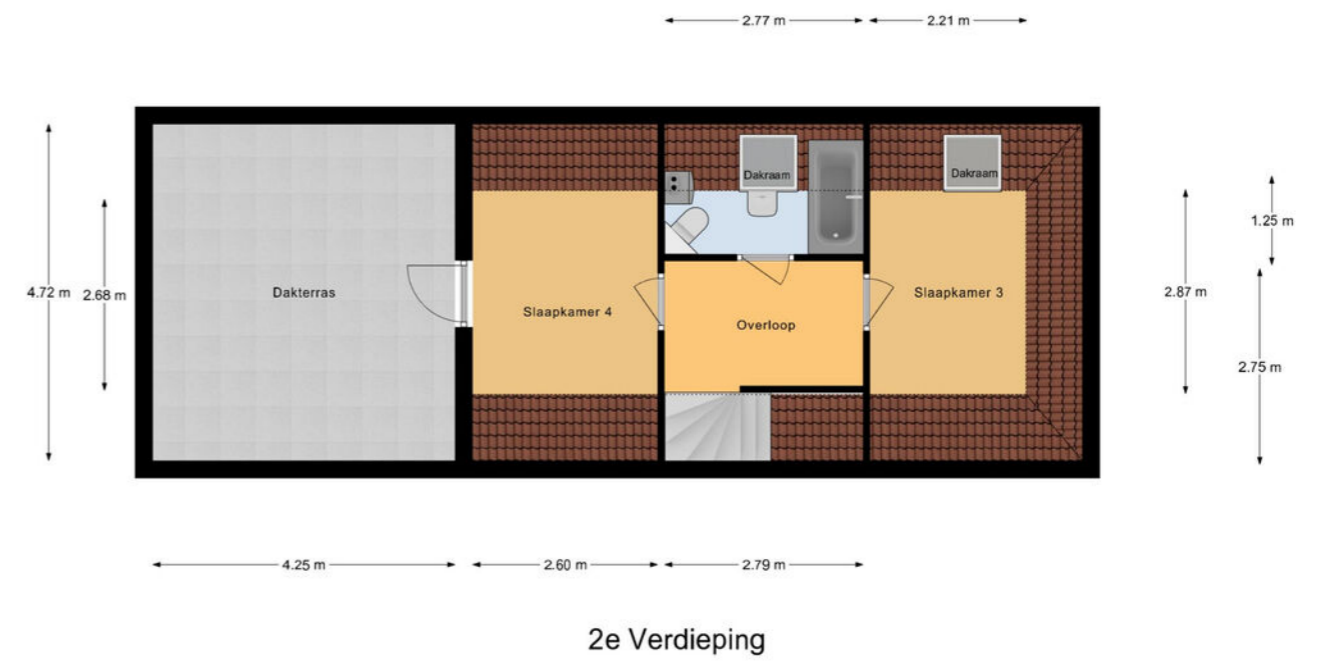 2.77 m
2.21 m
Dakraam
Dakraam
1.25 m
4.72 m
2.68 m
Dakterras
Slaapkamer 4
Overloop
Slaapkamer 3
2.87 m
2.75 m
4.25 m
2.60 m
2.79 m
2e Verdieping